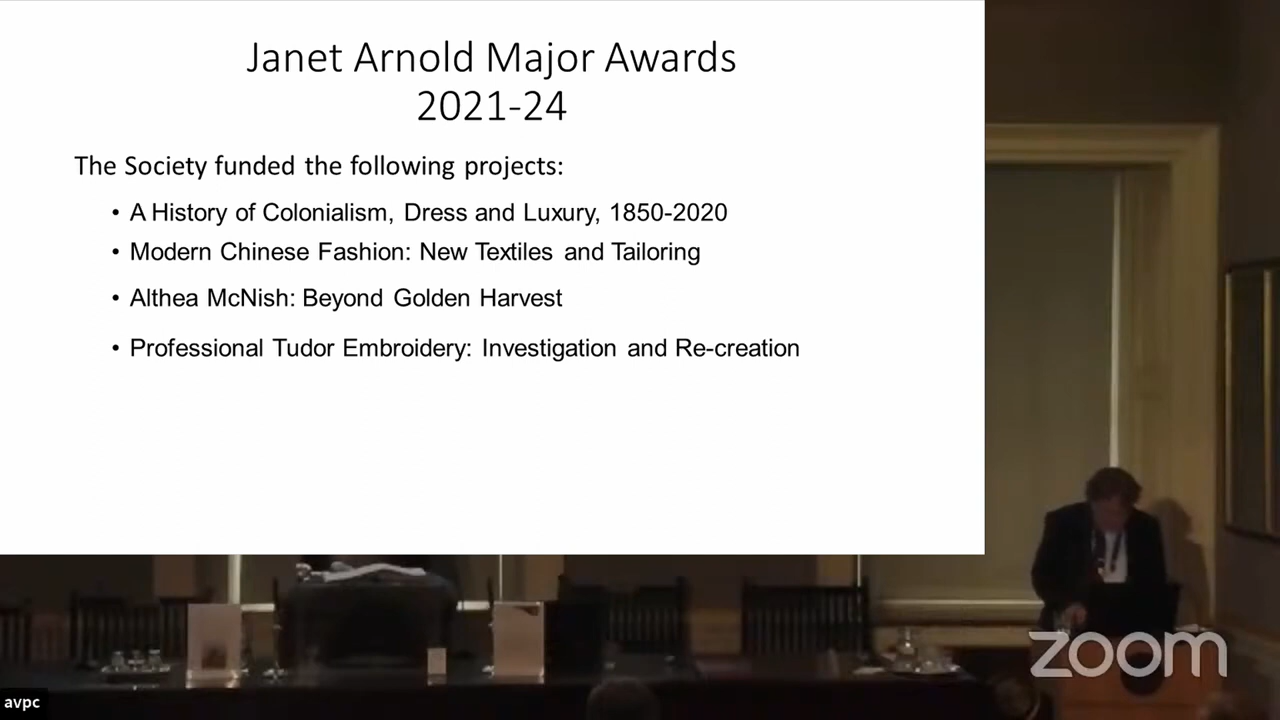 Janet Arnold Major Awards
2021-24
The Society funded the following projects:
• A History of Colonialism, Dress and Luxury, 1850-2020
• Modern Chinese Fashion: New Textiles and Tailoring
• Althea McNish: Beyond Golden Harvest
• Professional Tudor Embroidery: Investigation and Re-creation
zoom
avpc